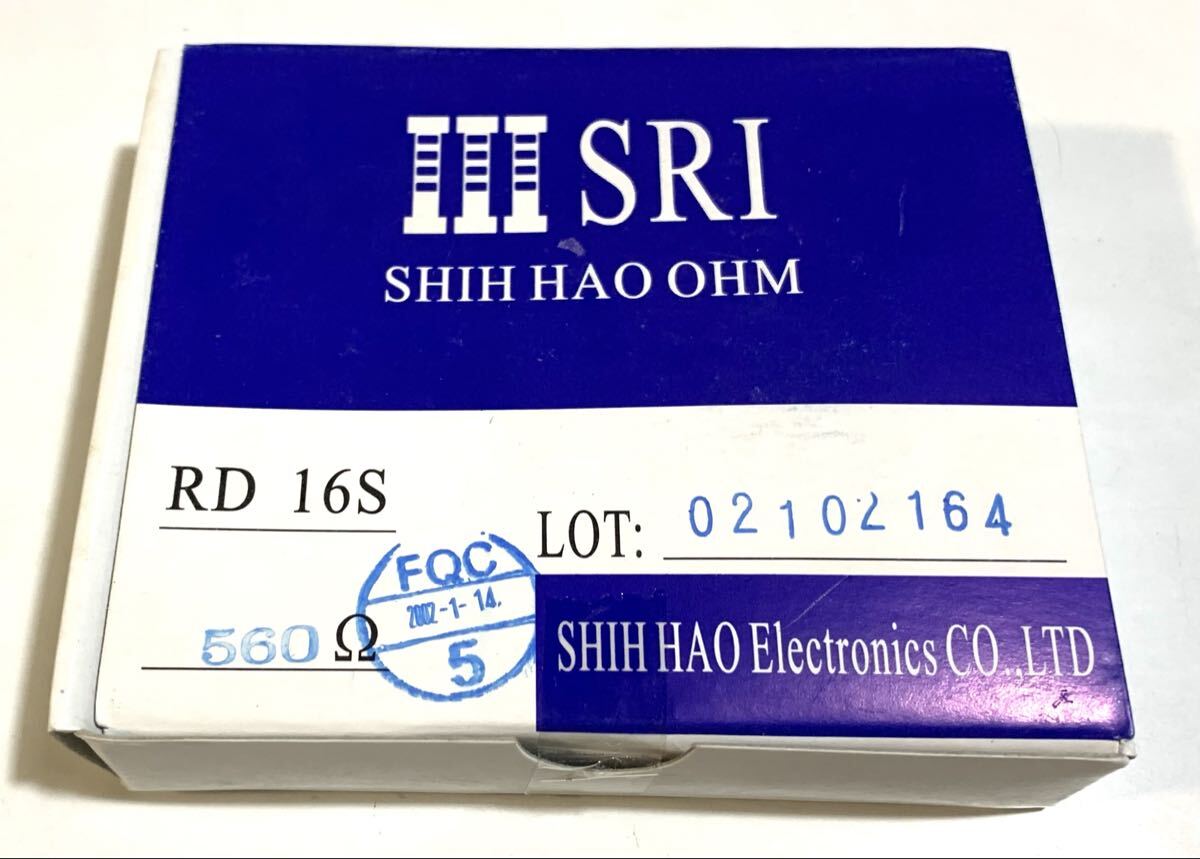 SRI
SHIH HAO OHM
RD 16S
LOT: 02102164
560 Ω
FQC
2002-1-14.
5
SHIH HAO Electronics CO.,LTD